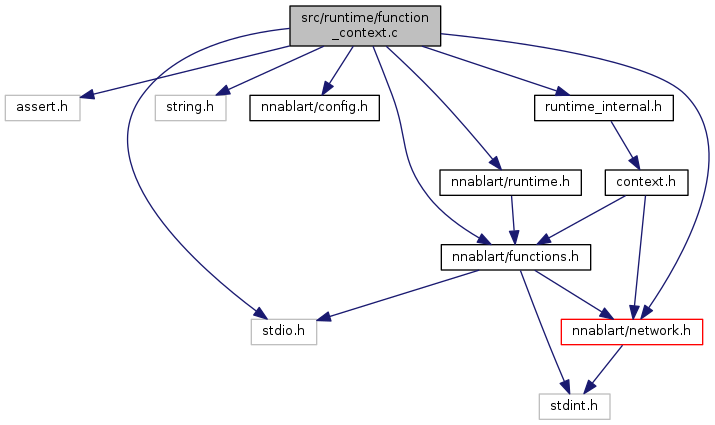 src/runtime/function
_context.c
assert.h
string.h
nnablart/config.h
runtime_internal.h
nnablart/runtime.h
context.h
nnablart/functions.h
stdio.h
nnablart/network.h
stdint.h